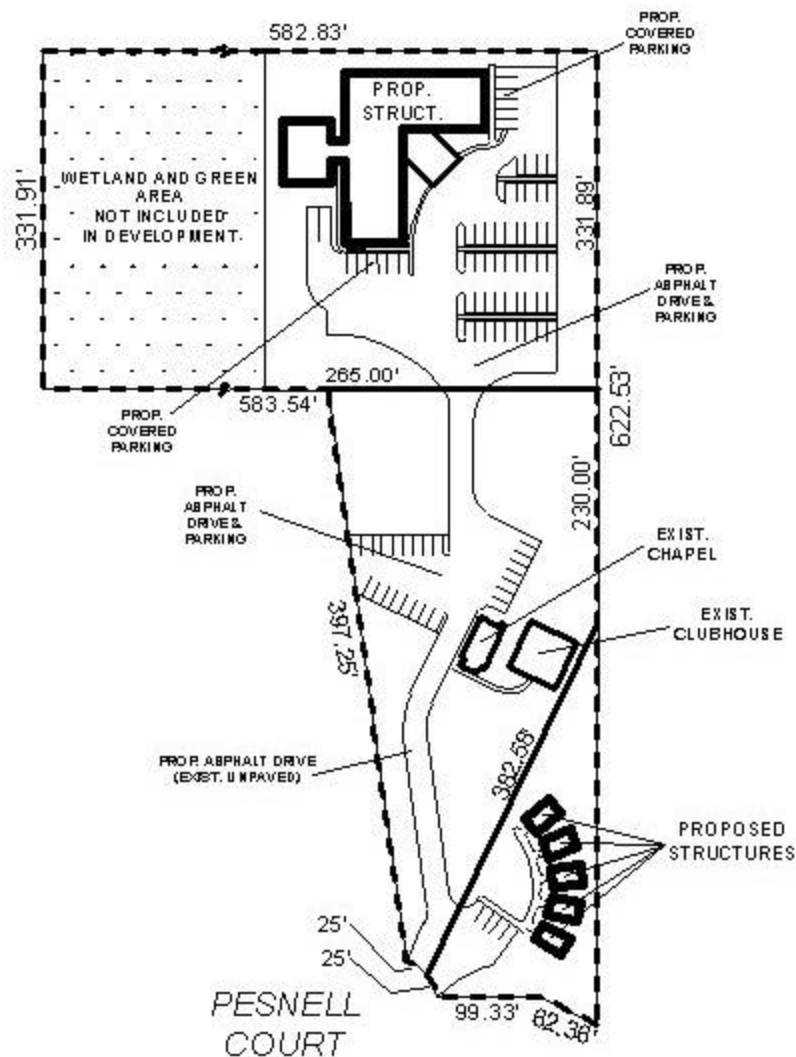 582.83'
PROP.
COVERED
PARKING
PROP.
STRUCT.
WETLAND AND GREEN
AREA
NOT INCLUDED
IN DEVELOPMENT.
331.91'
331.89'
PROP.
ASPHALT
DRIVE &
PARKING
265.00'
583.54'
PROP.
COVERED
PARKING
622.53'
230.00'
PROP.
ASPHALT
DRIVE &
PARKING
EXIST.
CHAPEL
EXIST.
CLUBHOUSE
397.25'
382.58'
PROP. ASPHALT DRIVE
(EXIST. UNPAVED)
PROPOSED
STRUCTURES
25'
25'
PESNELL
COURT
99.33'
62.36'